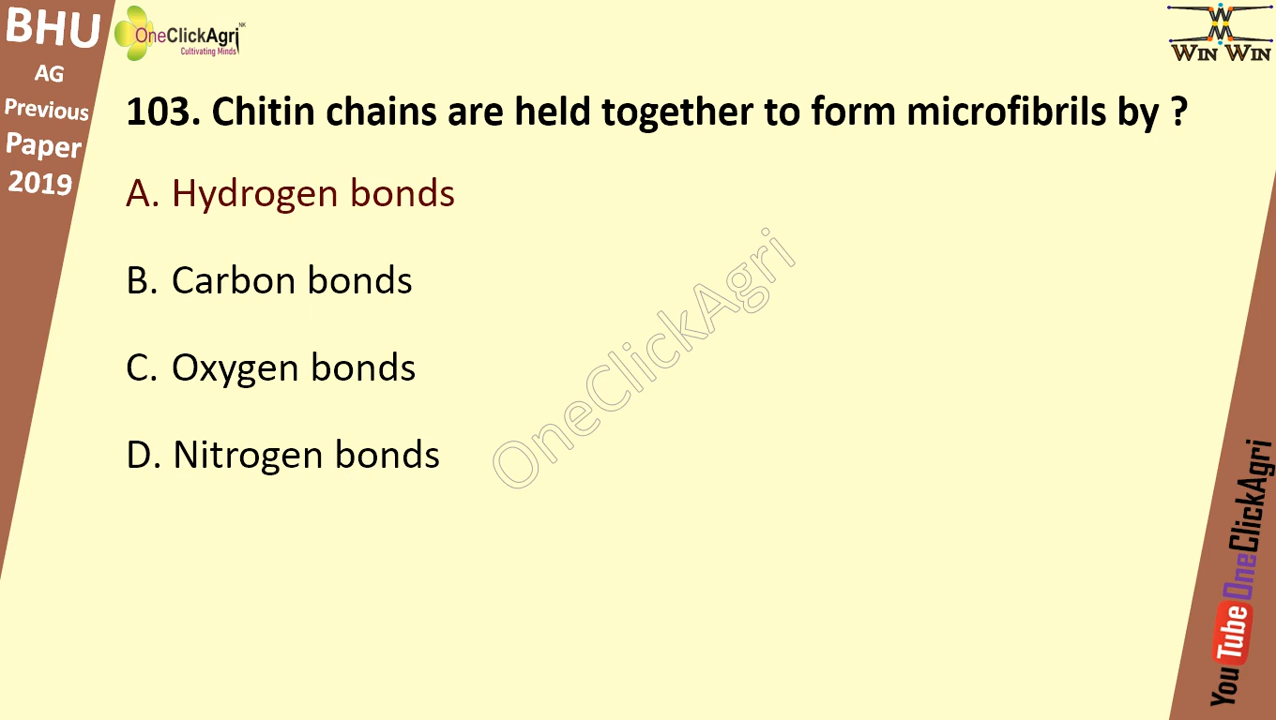 BHU
AG
Previous
Paper
2019
OneClickAgri NK
Cultivating Minds
WIN WIN
103. Chitin chains are held together to form microfibrils by ?
A. Hydrogen bonds
B. Carbon bonds
C. Oxygen bonds
D. Nitrogen bonds
OneClickAgri
YouTube OneClickAgri